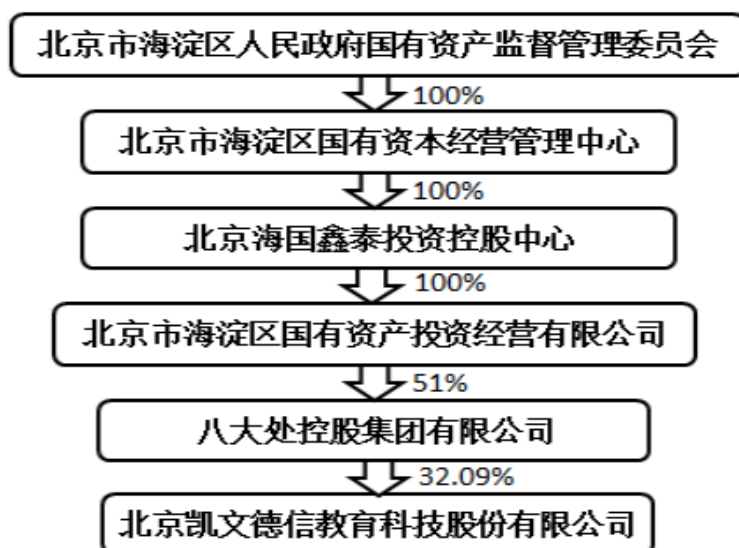 北京市海淀区人民政府国有资产监督管理委员会
100%
北京市海淀区国有资本经营管理中心
100%
北京海国鑫泰投资控股中心
100%
北京市海淀区国有资产投资经营有限公司
51%
八大处控股集团有限公司
32.09%
北京凯文德信教育科技股份有限公司